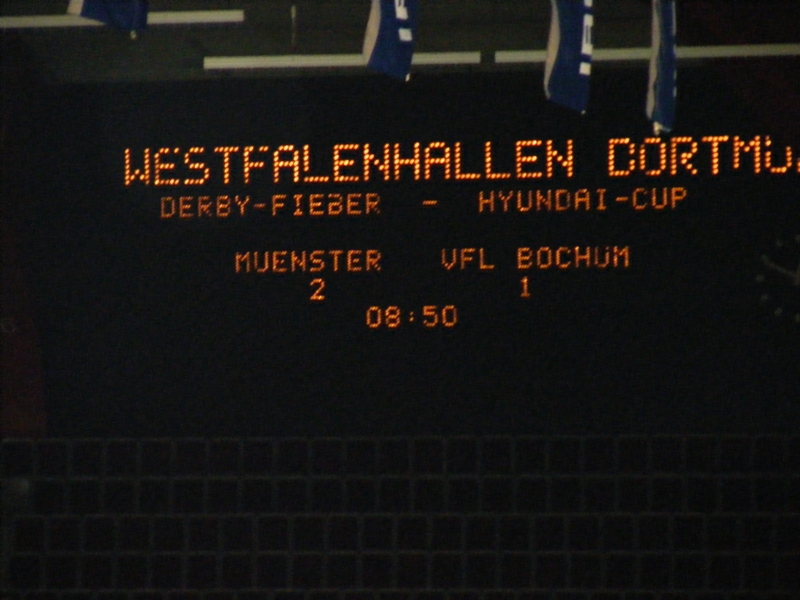 WESTFALENHALLEN DORTMU
DERBY-FIEBER - HYUNDAI-CUP
MUENSTER VFL BOCHUM
2 1
08:50